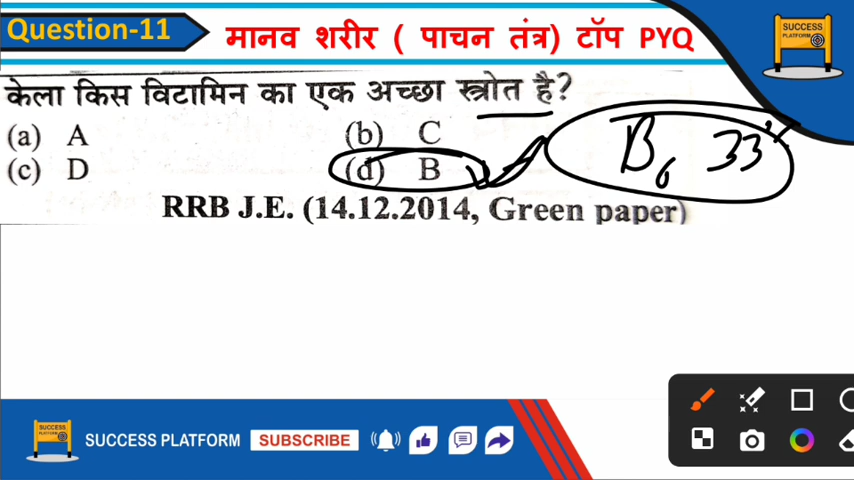 Question-11
मानव शरीर ( पाचन तंत्र) टॉप PYQ
SUCCESS
PLATFORM
केला किस विटामिन का एक अच्छा स्त्रोत है?
(a) A
(b) C
(c) D
(d) B
B6 33%
RRB J.E. (14.12.2014, Green paper)
SUCCESS PLATFORM
SUBSCRIBE